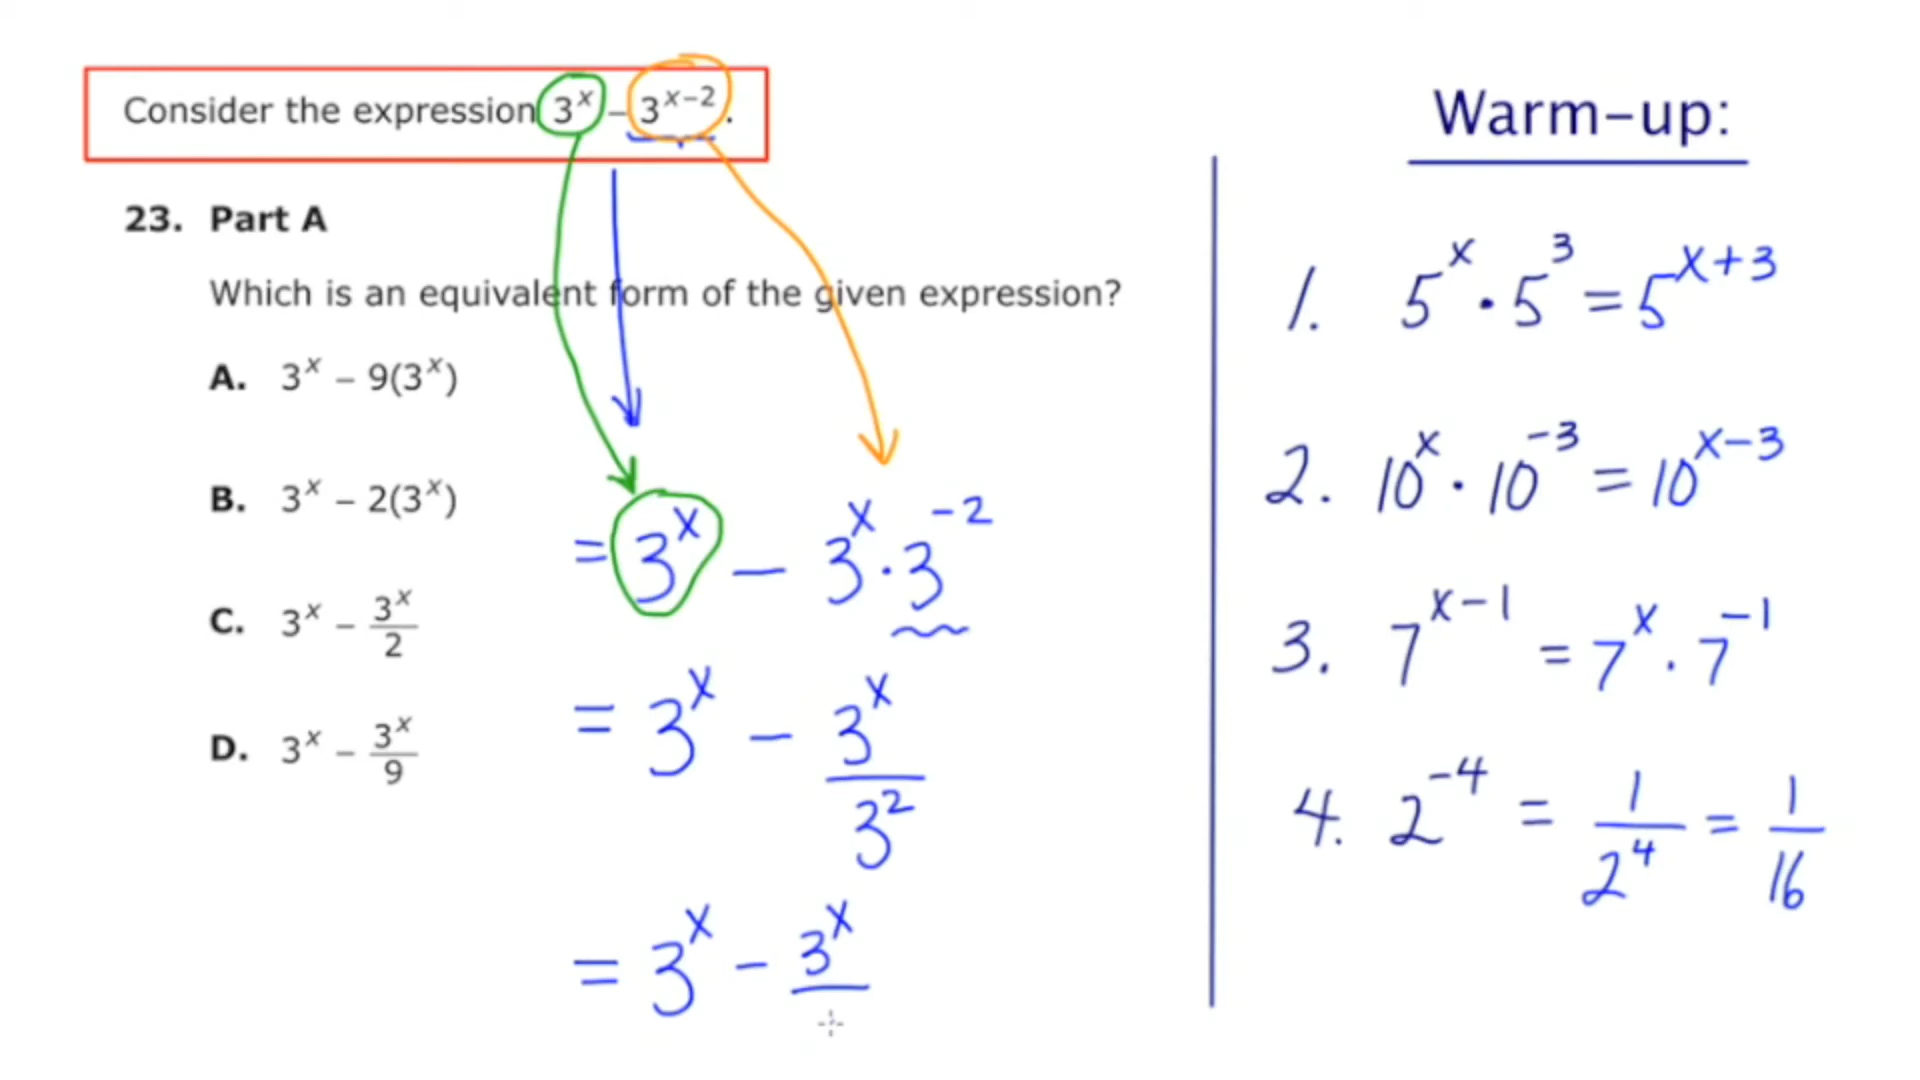 Consider the expression 3^x – 3^(x–2).
23. Part A
Which is an equivalent form of the given expression?
A. 3^x – 9(3^x)
B. 3^x – 2(3^x)
C. 3^x – 3^x/2
D. 3^x – 3^x/9
= 3^x – 3^x · 3^(-2)
= 3^x – 3^x/3^2
= 3^x – 3^x/
Warm-up:
1. 5^x · 5^3 = 5^(x+3)
2. 10^x · 10^(-3) = 10^(x-3)
3. 7^(x-1) = 7^x · 7^(-1)
4. 2^(-4) = 1/2^4 = 1/16